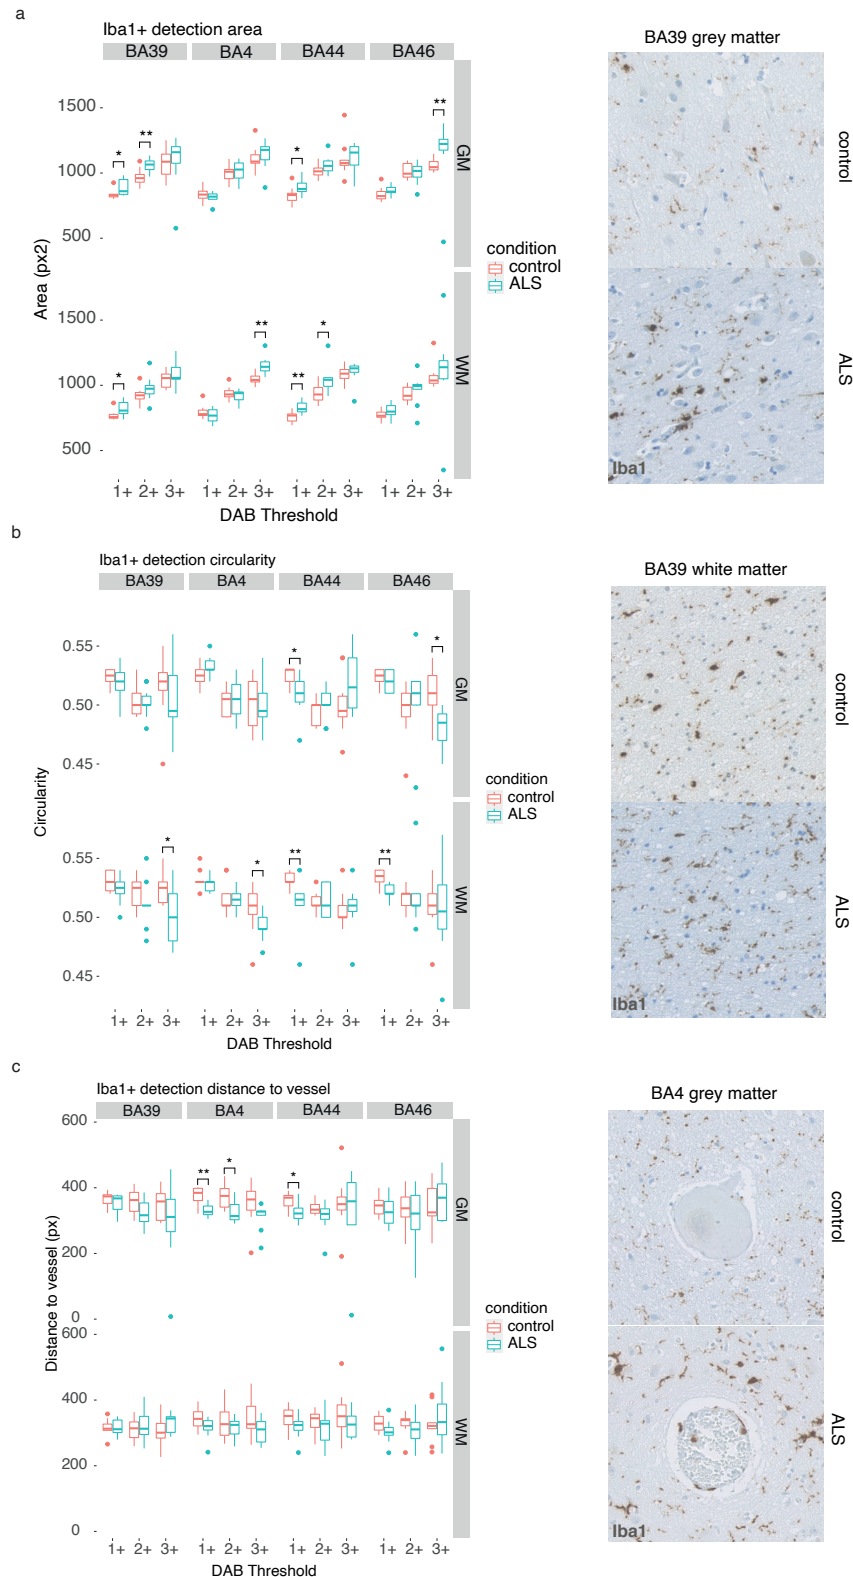 a
Iba1+ detection area
BA39 BA4 BA44 BA46
BA39 grey matter
1500
1000
500
* ** * **
GM
control
Area (px2)
condition
control
ALS
1500
1000
500
* ** ** *
WM
ALS
Iba1
1+ 2+ 3+ 1+ 2+ 3+ 1+ 2+ 3+ 1+ 2+ 3+
DAB Threshold
b
Iba1+ detection circularity
BA39 BA4 BA44 BA46
BA39 white matter
0.55
0.50
0.45
* *
GM
control
Circularity
condition
control
ALS
0.55
0.50
0.45
* * ** **
WM
ALS
Iba1
1+ 2+ 3+ 1+ 2+ 3+ 1+ 2+ 3+ 1+ 2+ 3+
DAB Threshold
c
Iba1+ detection distance to vessel
BA39 BA4 BA44 BA46
BA4 grey matter
600
400
200
0
** * *
GM
control
Distance to vessel (px)
condition
control
ALS
600
400
200
0
WM
ALS
Iba1
1+ 2+ 3+ 1+ 2+ 3+ 1+ 2+ 3+ 1+ 2+ 3+
DAB Threshold